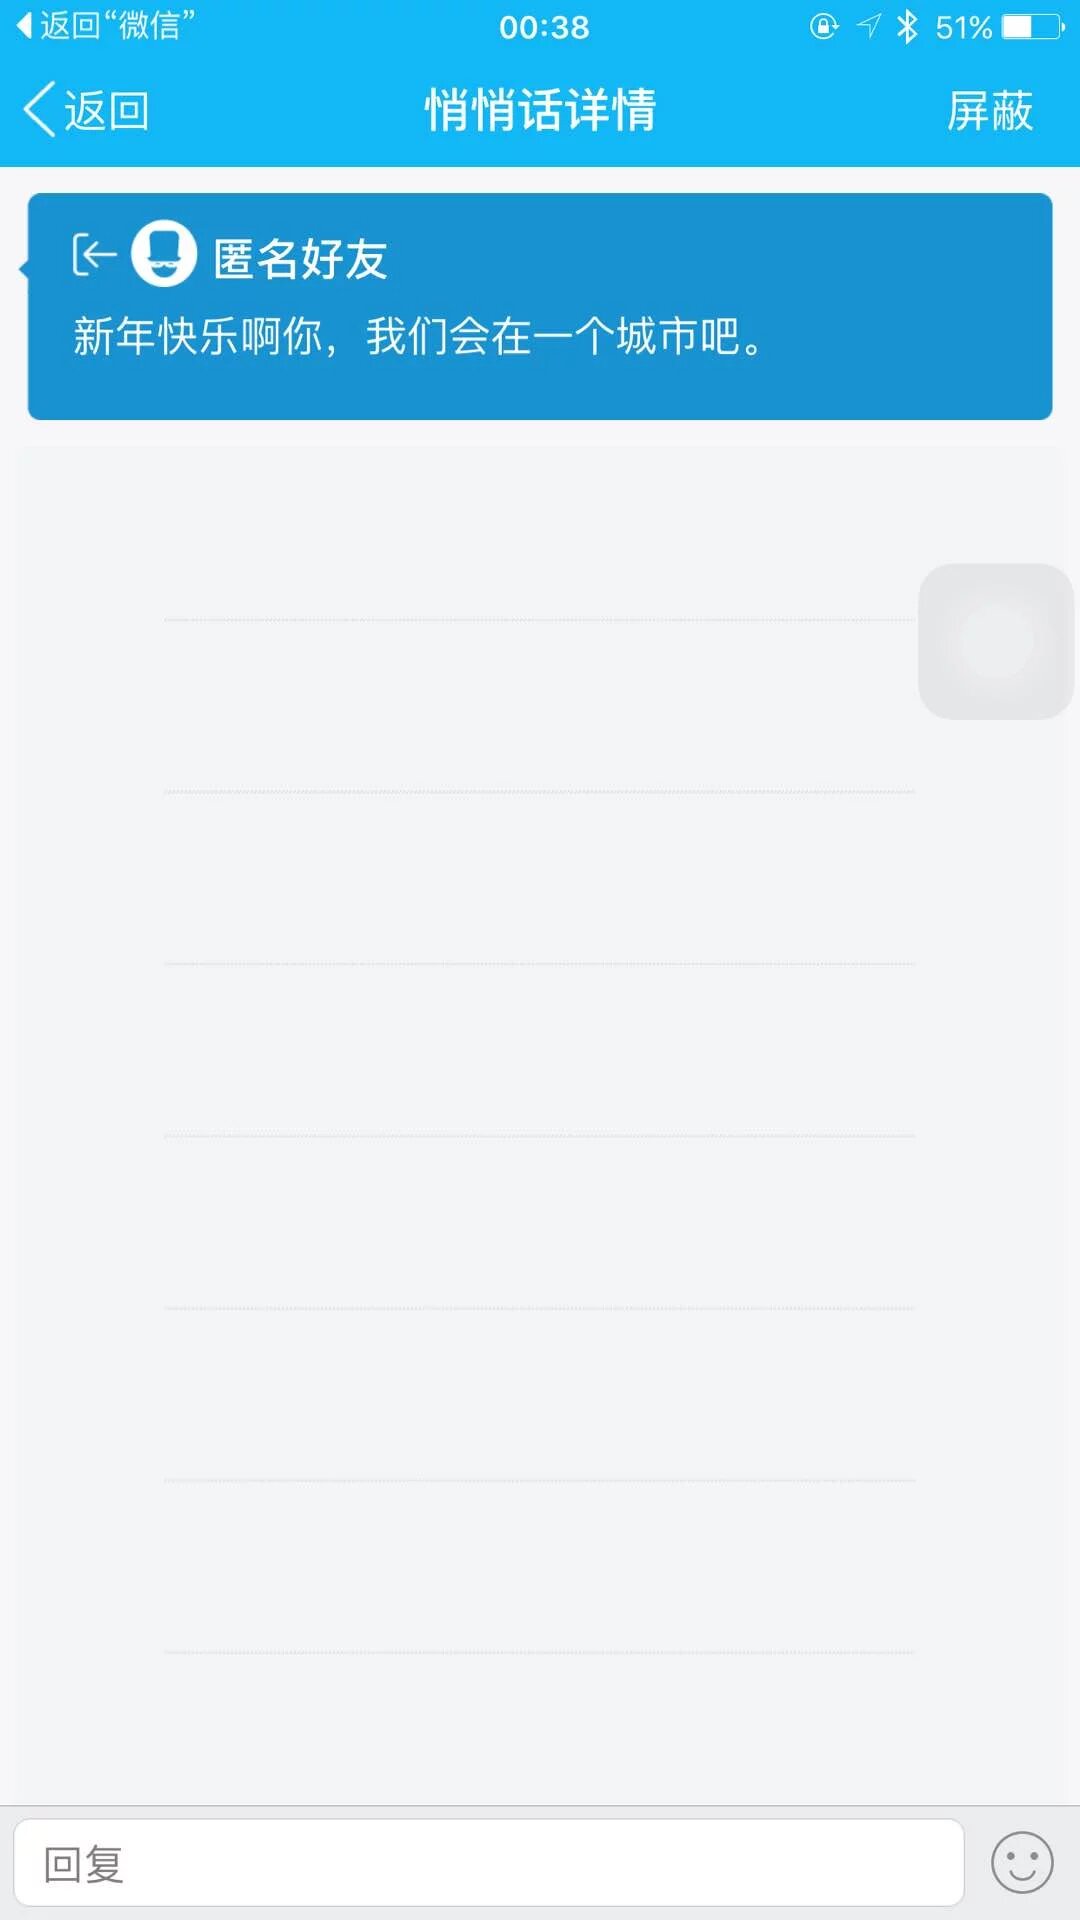 返回“微信”
00:38
51%
返回
悄悄话详情
屏蔽
匿名好友
新年快乐啊你，我们会在一个城市吧。
回复